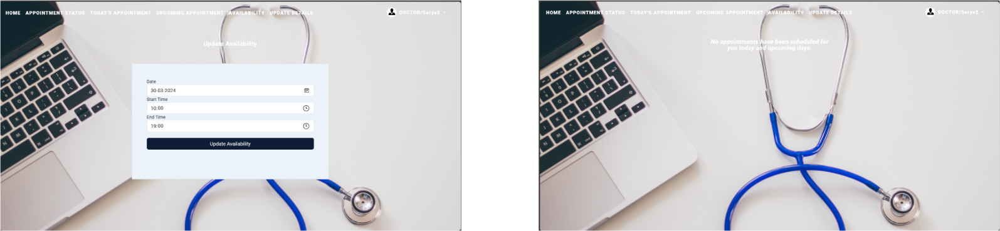 HOME APPOINTMENT STATUS TODAY'S APPOINTMENT UPCOMING APPOINTMENT AVAILABILITY UPDATE DETAILS DOCTOR/Surya2
Update Availability
Date
30-03-2024
Start Time
10:00
End Time
19:00
Update Availability
HOME APPOINTMENT STATUS TODAY'S APPOINTMENT UPCOMING APPOINTMENT AVAILABILITY UPDATE DETAILS DOCTOR/Surya2
No appointments have been scheduled for
you today and upcoming days.